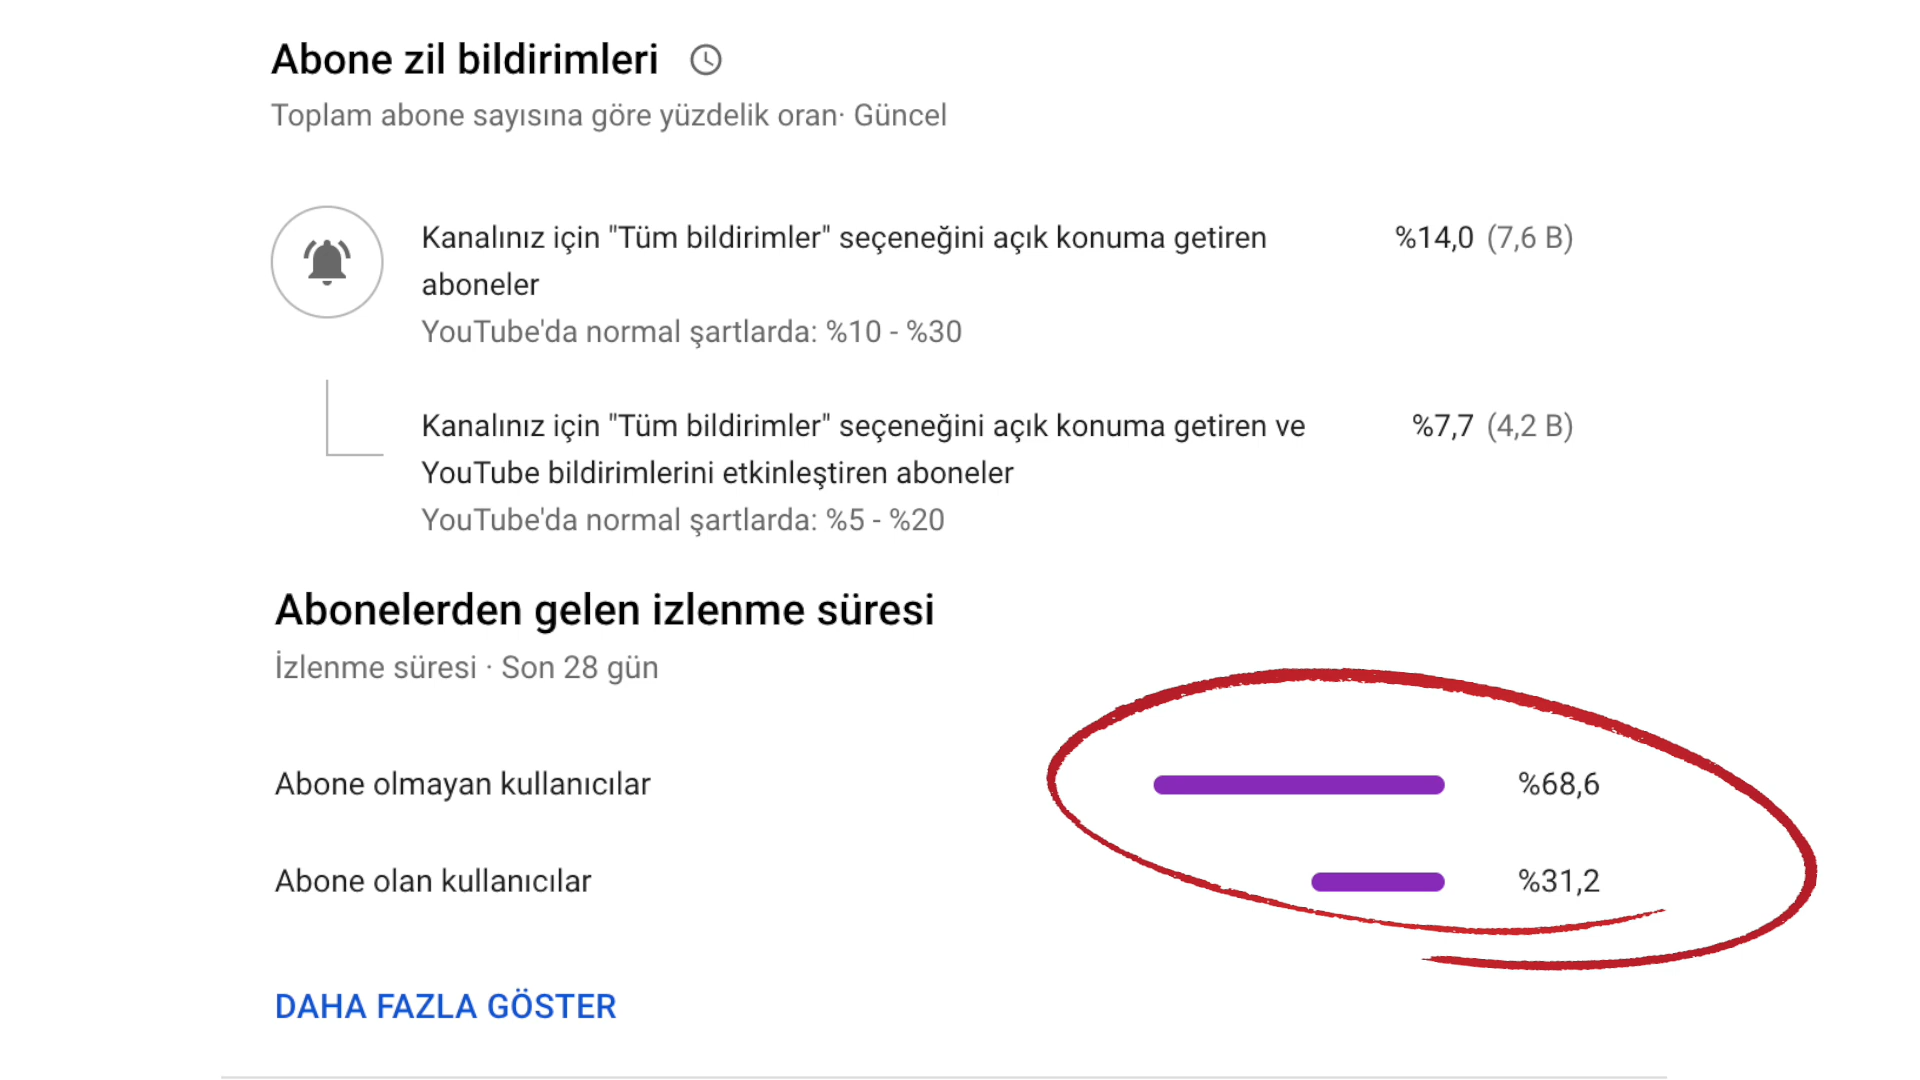 Abone zil bildirimleri
Toplam abone sayısına göre yüzdelik oran· Güncel
Kanalınız için "Tüm bildirimler" seçeneğini açık konuma getiren %14,0 (7,6 B)
aboneler
YouTube'da normal şartlarda: %10 - %30
Kanalınız için "Tüm bildirimler" seçeneğini açık konuma getiren ve %7,7 (4,2 B)
YouTube bildirimlerini etkinleştiren aboneler
YouTube'da normal şartlarda: %5 - %20
Abonelerden gelen izlenme süresi
İzlenme süresi · Son 28 gün
Abone olmayan kullanıcılar %68,6
Abone olan kullanıcılar %31,2
DAHA FAZLA GÖSTER